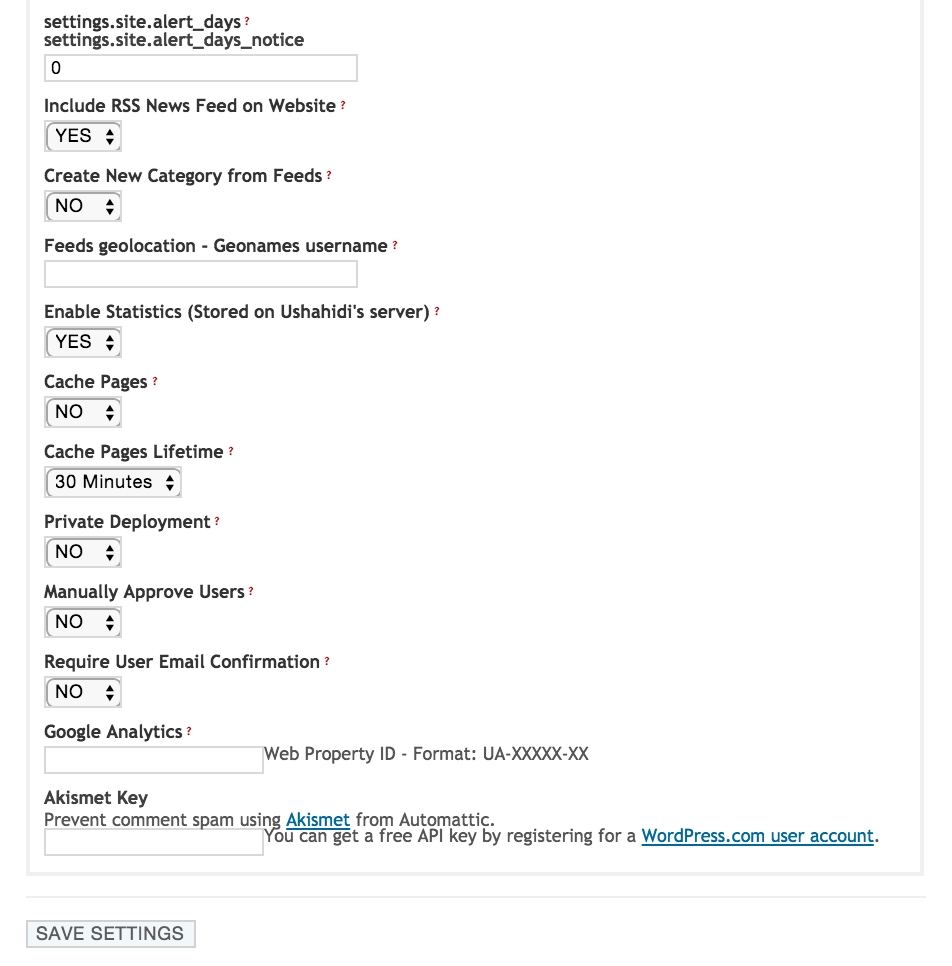 settings.site.alert_days ?
settings.site.alert_days_notice
0
Include RSS News Feed on Website ?
YES
Create New Category from Feeds ?
NO
Feeds geolocation - Geonames username ?
Enable Statistics (Stored on Ushahidi's server) ?
YES
Cache Pages ?
NO
Cache Pages Lifetime ?
30 Minutes
Private Deployment ?
NO
Manually Approve Users ?
NO
Require User Email Confirmation ?
NO
Google Analytics ?
Web Property ID - Format: UA-XXXXX-XX
Akismet Key
Prevent comment spam using Akismet from Automattic.
You can get a free API key by registering for a WordPress.com user account.
SAVE SETTINGS